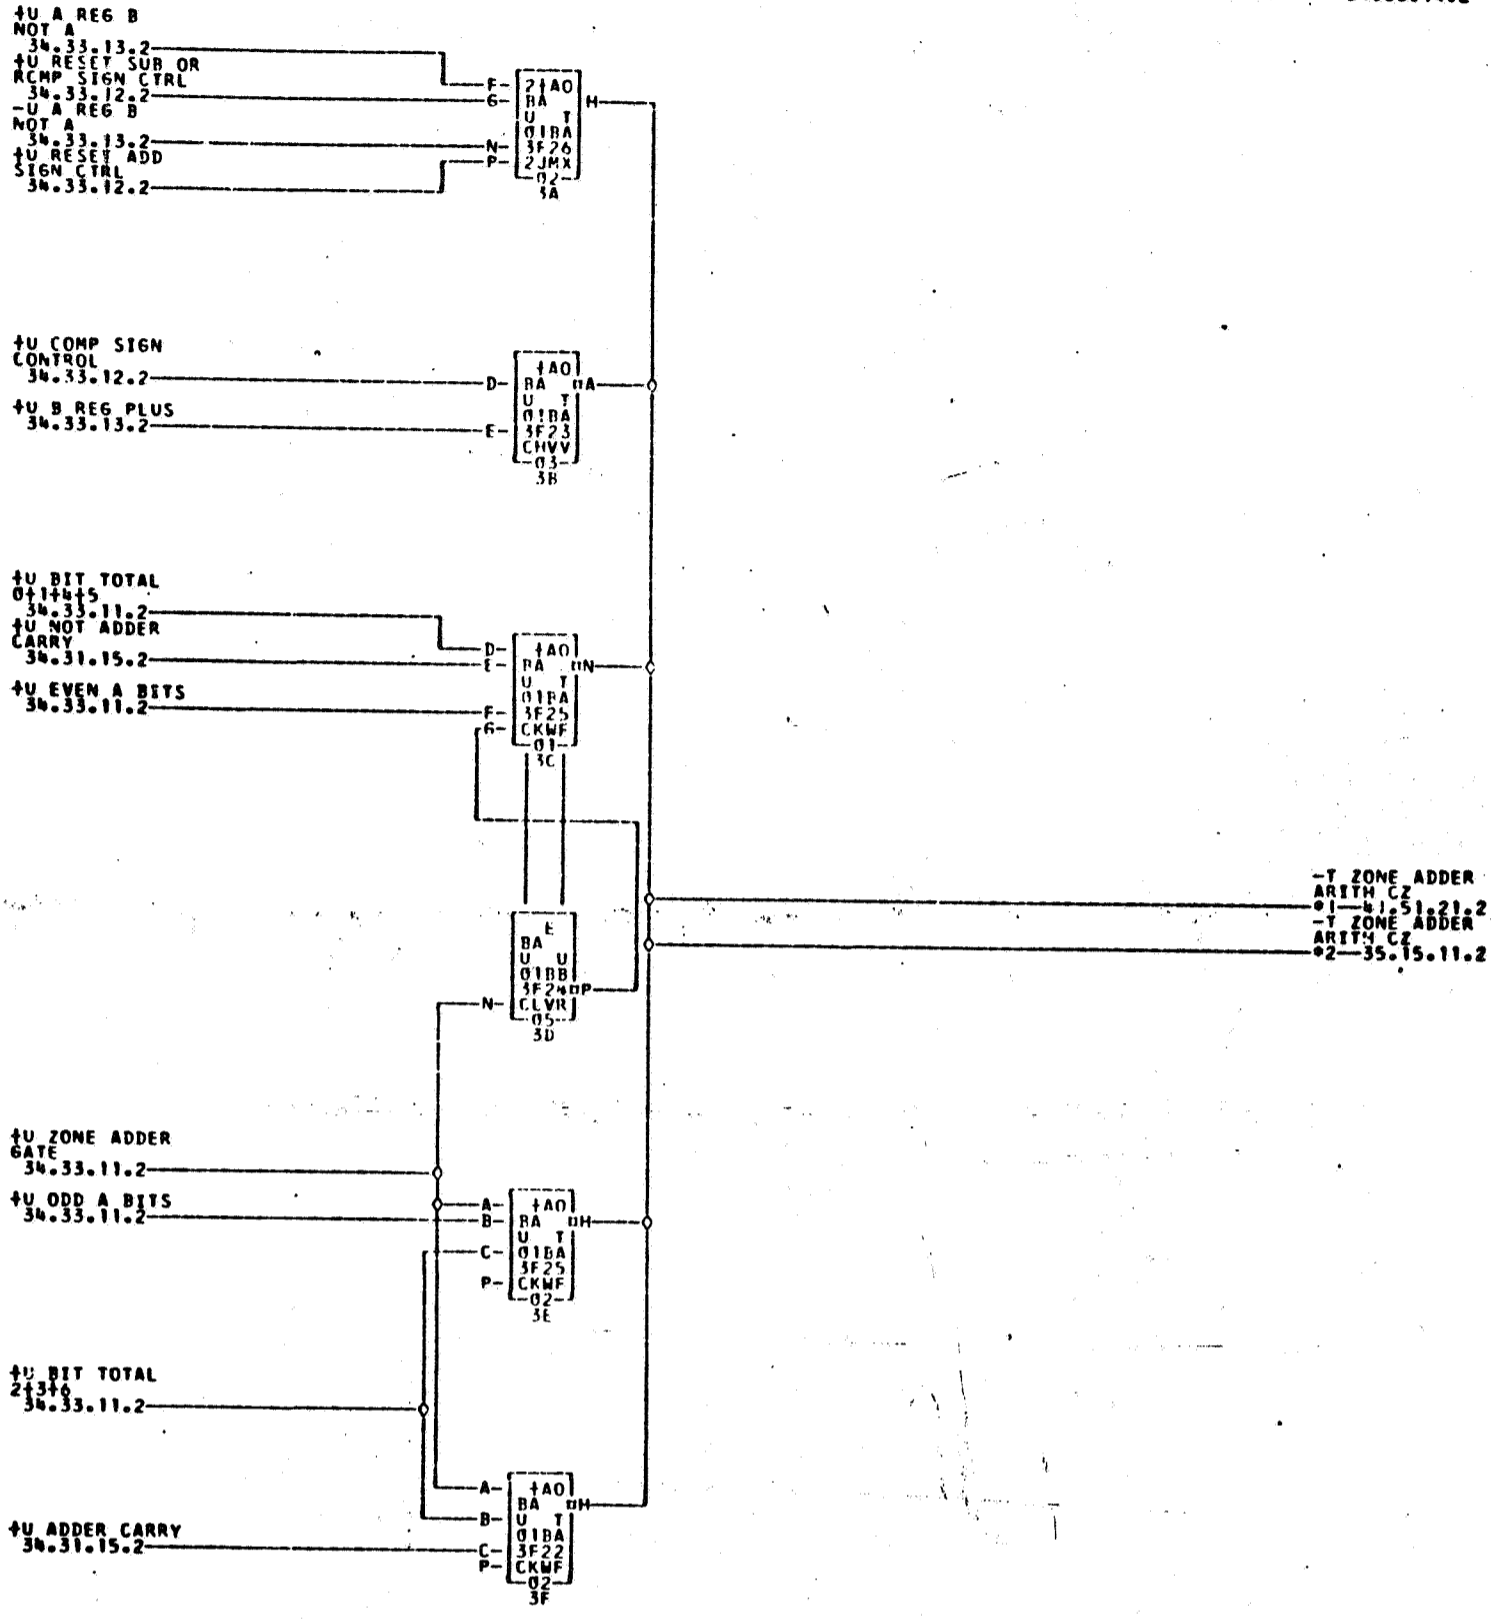 +U A REG B
NOT A
34.33.13.2
+U RESET SUB OR
RCMP SIGN CTRL
34.33.12.2
-U A REG B
NOT A
34.33.13.2
+U RESET ADD
SIGN CTRL
34.33.12.2
F- 2+AO
G- BA H
U T
01BA
N- 3F26
P- 2JMX
-02-
3A
+U COMP SIGN
CONTROL
34.33.12.2
+U B REG PLUS
34.33.13.2
+AO
D- BA A
U T
01BA
E- 3F23
CHVV
-03-
3B
+U BIT TOTAL
0+1+4+5
34.33.11.2
+U NOT ADDER
CARRY
34.31.15.2
+U EVEN A BITS
34.33.11.2
D- +AO
E- BA N
U T
01BA
F- 3F25
G- CKWF
-01-
3C
-T ZONE ADDER
ARITH CZ
*1—41.51.21.2
-T ZONE ADDER
ARITH CZ
*2—35.15.11.2
E
BA
U U
01BB
3F24 P
N- CLVR
-05-
3D
+U ZONE ADDER
GATE
34.33.11.2
+U ODD A BITS
34.33.11.2
A- +AO
B- BA H
U T
C- 01BA
3F25
P- CKWF
-02-
3E
+U BIT TOTAL
2+3+6
34.33.11.2
+U ADDER CARRY
34.31.15.2
A- +AO
BA H
B- U T
01BA
C- 3F22
P- CKWF
-02-
3F